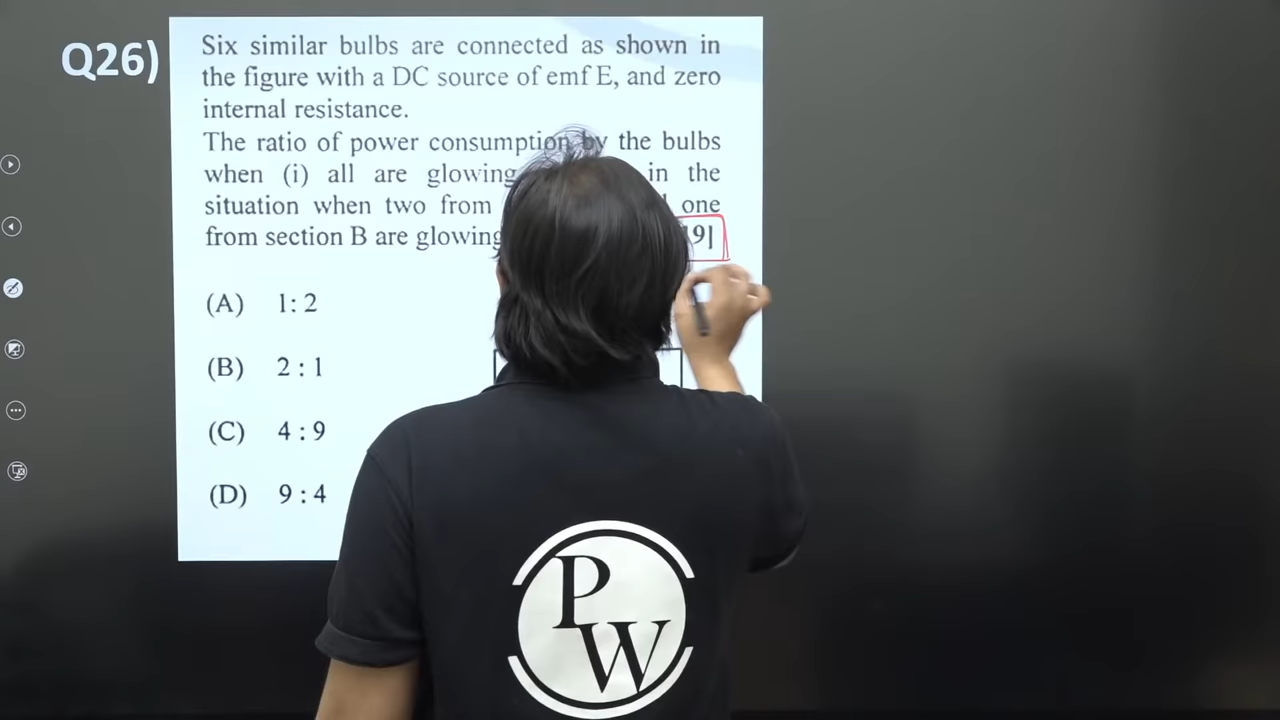 Q26)
Six similar bulbs are connected as shown in
the figure with a DC source of emf E, and zero
internal resistance.
The ratio of power consumption by the bulbs
when (i) all are glowing in the
situation when two from one
from section B are glowing 19]
(A) 1: 2
(B) 2 : 1
(C) 4 : 9
(D) 9 : 4
PW